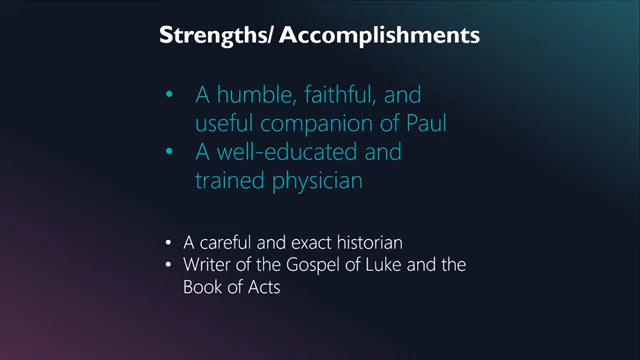 Strengths/ Accomplishments
• A humble, faithful, and
useful companion of Paul
• A well-educated and
trained physician
• A careful and exact historian
• Writer of the Gospel of Luke and the
Book of Acts